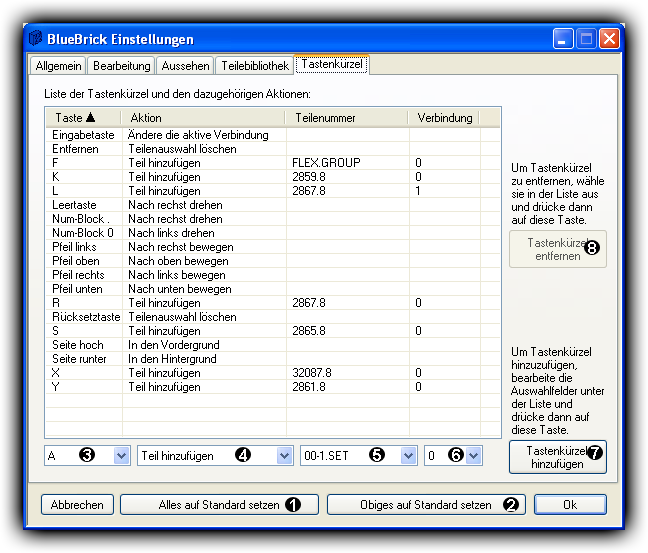 BlueBrick Einstellungen
Allgemein Bearbeitung Aussehen Teilebibliothek Tastenkürzel
Liste der Tastenkürzel und den dazugehörigen Aktionen:
Taste ▲ Aktion Teilenummer Verbindung
Eingabetaste Ändere die aktive Verbindung
Entfernen Teilenauswahl löschen
F Teil hinzufügen FLEX.GROUP 0
K Teil hinzufügen 2859.8 0
L Teil hinzufügen 2867.8 1
Leertaste Nach rechst drehen
Num-Block . Nach rechst drehen
Num-Block 0 Nach links drehen
Pfeil links Nach rechst bewegen
Pfeil oben Nach oben bewegen
Pfeil rechts Nach links bewegen
Pfeil unten Nach unten bewegen
R Teil hinzufügen 2867.8 0
Rücksetztaste Teilenauswahl löschen
S Teil hinzufügen 2865.8 0
Seite hoch In den Vordergrund
Seite runter In den Hintergrund
X Teil hinzufügen 32087.8 0
Y Teil hinzufügen 2861.8 0
Um Tastenkürzel
zu entfernen, wähle
sie in der Liste aus
und drücke dann
auf diese Taste.
Tastenkürzel 8
entfernen
Um Tastenkürzel
hinzuzufügen,
bearbeite die
Auswahlfelder unter
der Liste und
drücke dann auf
diese Taste.
A 3 Teil hinzufügen 4 00-1.SET 5 0 6
Tastenkürzel 7
hinzufügen
Abbrechen Alles auf Standard setzen 1 Obiges auf Standard setzen 2 Ok